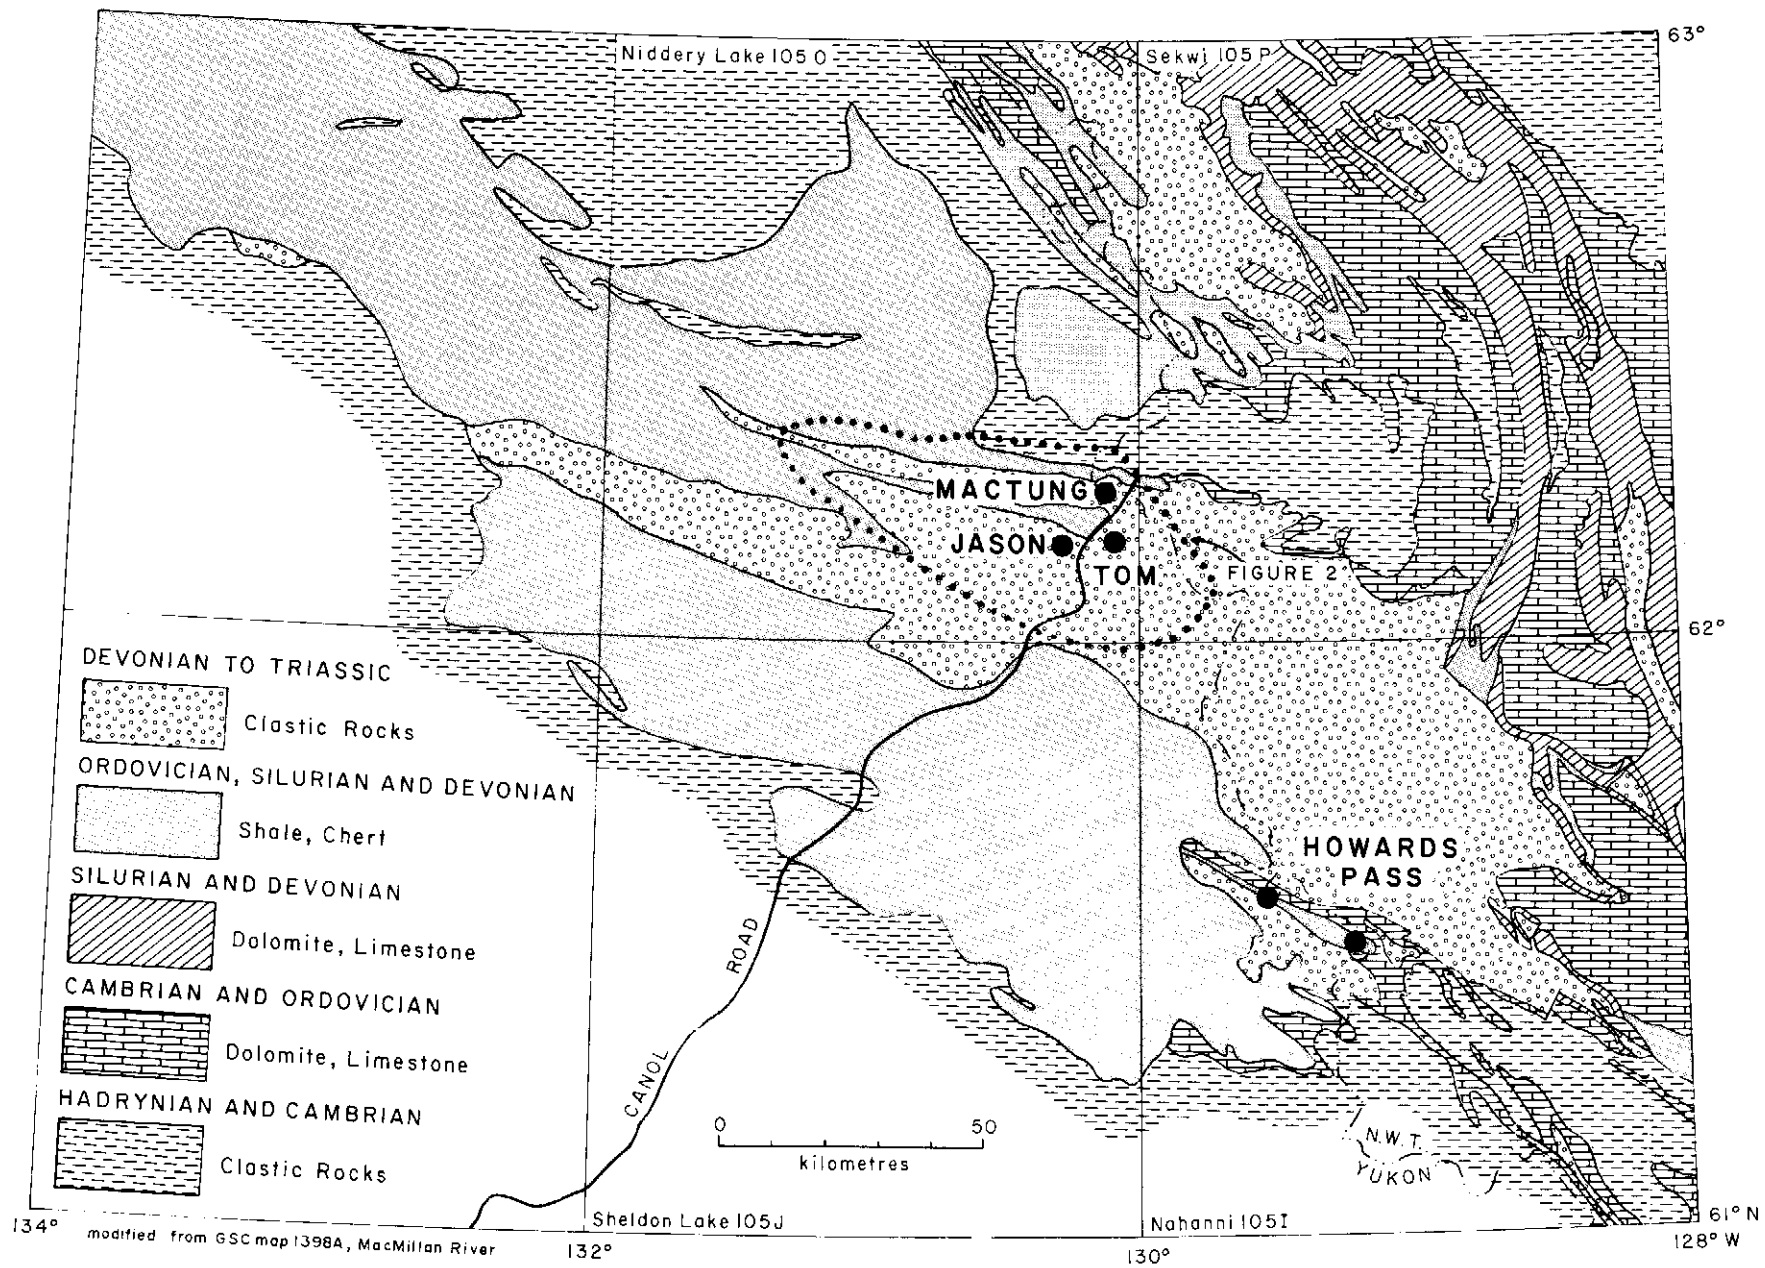 63°
Niddery Lake 105 O
Sekwi 105 P
MACTUNG
JASON
TOM
FIGURE 2
62°
DEVONIAN TO TRIASSIC
Clastic Rocks
ORDOVICIAN, SILURIAN AND DEVONIAN
Shale, Chert
SILURIAN AND DEVONIAN
Dolomite, Limestone
CAMBRIAN AND ORDOVICIAN
Dolomite, Limestone
HADRYNIAN AND CAMBRIAN
Clastic Rocks
HOWARDS
PASS
CANOL ROAD
0 50
kilometres
N.W.T.
YUKON
Sheldon Lake 105J
Nahanni 105I
61° N
134°
132°
130°
128° W
modified from GSC map 1398A, MacMillan River